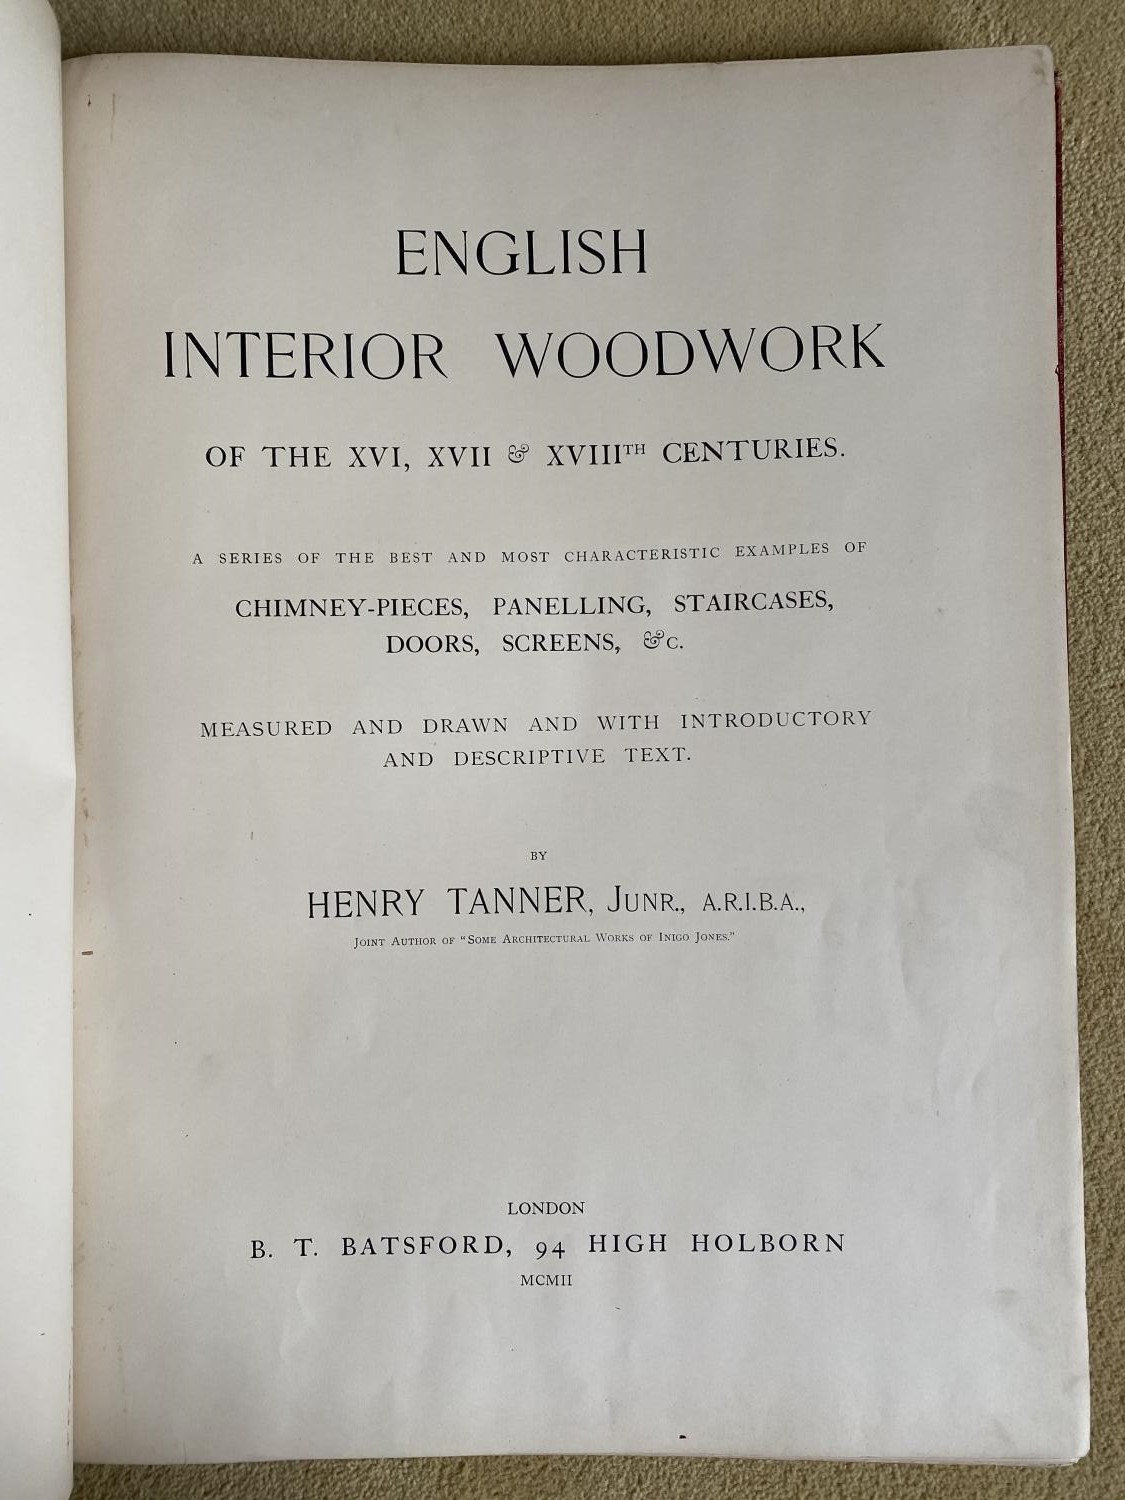 ENGLISH
INTERIOR WOODWORK
OF THE XVI, XVII & XVIIITH CENTURIES.
A SERIES OF THE BEST AND MOST CHARACTERISTIC EXAMPLES OF
CHIMNEY-PIECES, PANELLING, STAIRCASES,
DOORS, SCREENS, &C.
MEASURED AND DRAWN AND WITH INTRODUCTORY
AND DESCRIPTIVE TEXT.
BY
HENRY TANNER, JUNR., A.R.I.B.A.,
JOINT AUTHOR OF "SOME ARCHITECTURAL WORKS OF INIGO JONES."
LONDON
B. T. BATSFORD, 94 HIGH HOLBORN
MCMII